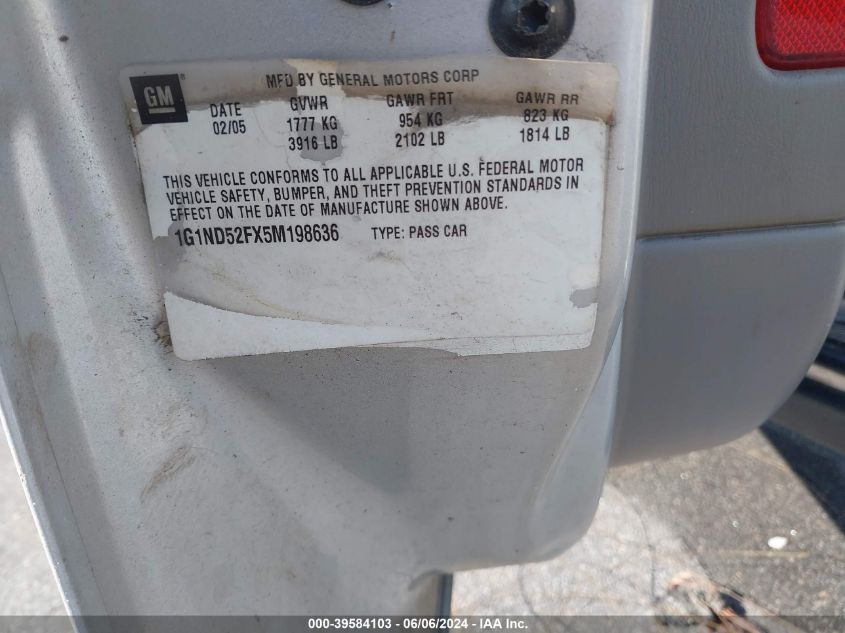 MFD BY GENERAL MOTORS CORP
GM
DATE GVWR GAWR FRT GAWR RR
02/05 1777 KG 954 KG 823 KG
3916 LB 2102 LB 1814 LB
THIS VEHICLE CONFORMS TO ALL APPLICABLE U.S. FEDERAL MOTOR
VEHICLE SAFETY, BUMPER, AND THEFT PREVENTION STANDARDS IN
EFFECT ON THE DATE OF MANUFACTURE SHOWN ABOVE.
1G1ND52FX5M198636 TYPE: PASS CAR
000-39584103 - 06/06/2024 - IAA Inc.